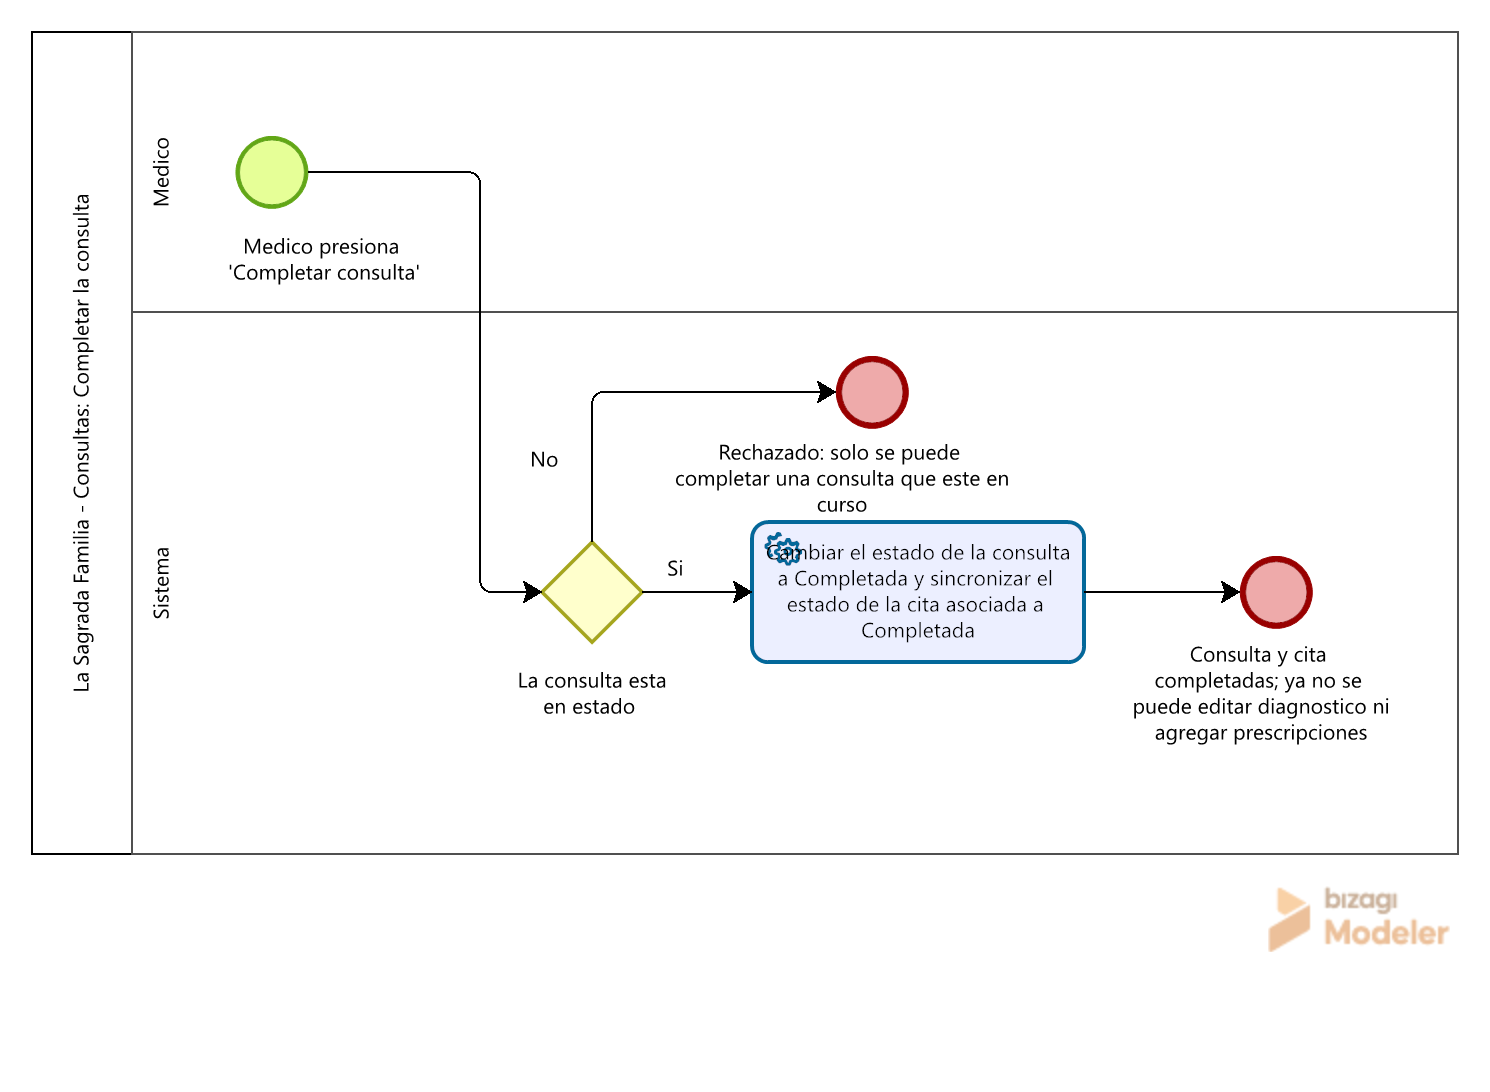 La Sagrada Familia - Consultas: Completar la consulta
Medico
Medico presiona
'Completar consulta'
Sistema
No
Rechazado: solo se puede
completar una consulta que este en
curso
Si
Cambiar el estado de la consulta
a Completada y sincronizar el
estado de la cita asociada a
Completada
La consulta esta
en estado
Consulta y cita
completadas; ya no se
puede editar diagnostico ni
agregar prescripciones
bizagi
Modeler